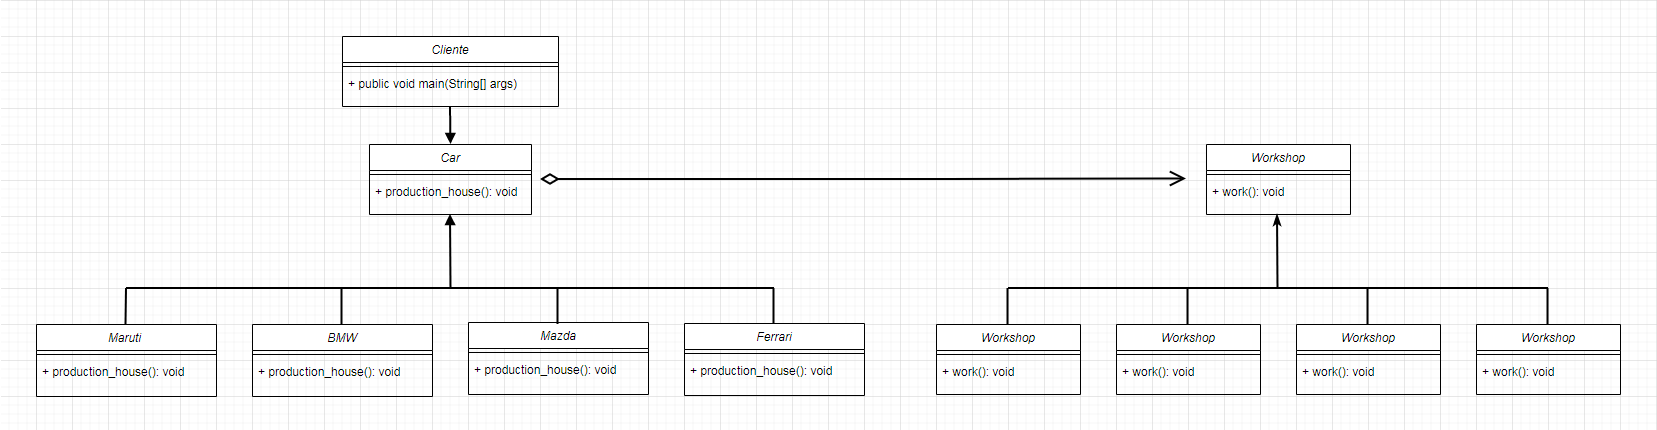 Cliente
+ public void main(String[] args)
Car
+ production_house(): void
Workshop
+ work(): void
Maruti
+ production_house(): void
BMW
+ production_house(): void
Mazda
+ production_house(): void
Ferrari
+ production_house(): void
Workshop
+ work(): void
Workshop
+ work(): void
Workshop
+ work(): void
Workshop
+ work(): void